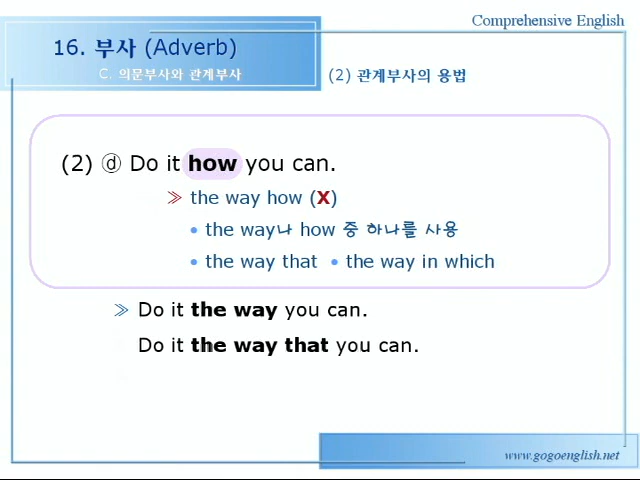 Comprehensive English
16. 부사 (Adverb)
C. 의문부사와 관계부사
(2) 관계부사의 용법
(2) ⓓ Do it how you can.
≫ the way how (X)
• the way나 how 중 하나를 사용
• the way that • the way in which
≫ Do it the way you can.
Do it the way that you can.
www.gogoenglish.net